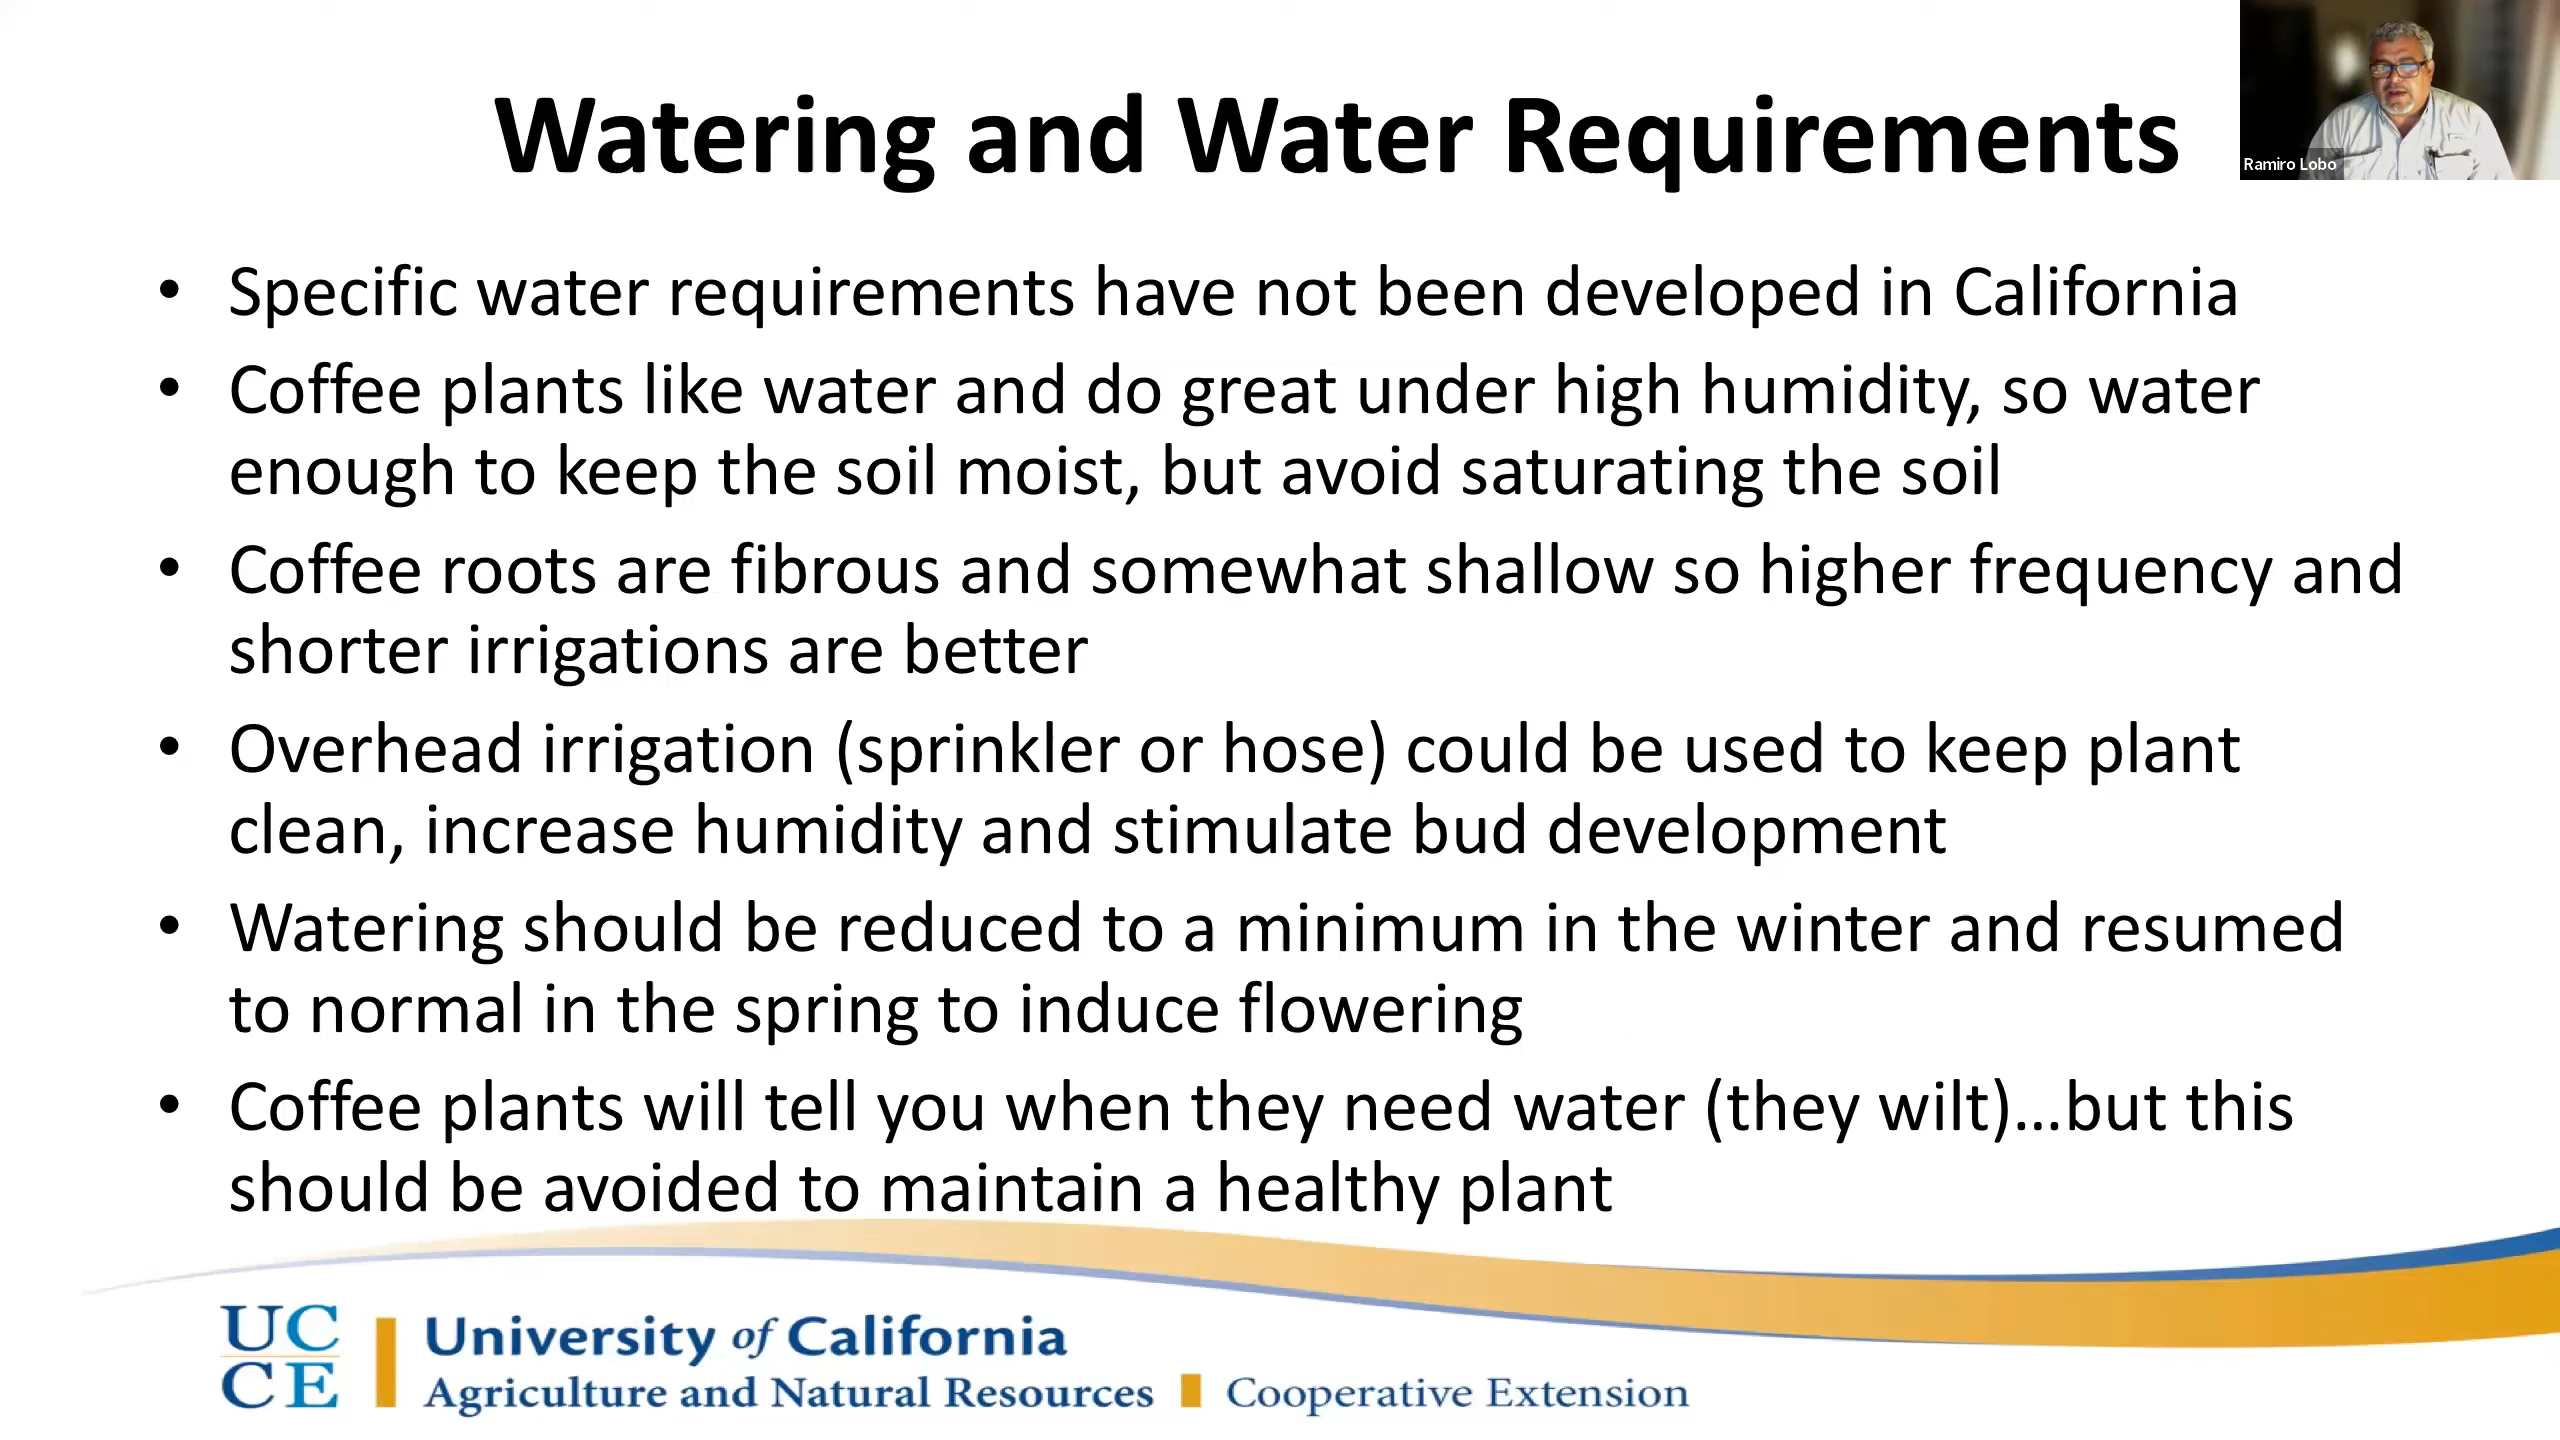 Watering and Water Requirements
Ramiro Lobo
• Specific water requirements have not been developed in California
• Coffee plants like water and do great under high humidity, so water
enough to keep the soil moist, but avoid saturating the soil
• Coffee roots are fibrous and somewhat shallow so higher frequency and
shorter irrigations are better
• Overhead irrigation (sprinkler or hose) could be used to keep plant
clean, increase humidity and stimulate bud development
• Watering should be reduced to a minimum in the winter and resumed
to normal in the spring to induce flowering
• Coffee plants will tell you when they need water (they wilt)...but this
should be avoided to maintain a healthy plant
UC
CE
University of California
Agriculture and Natural Resources Cooperative Extension